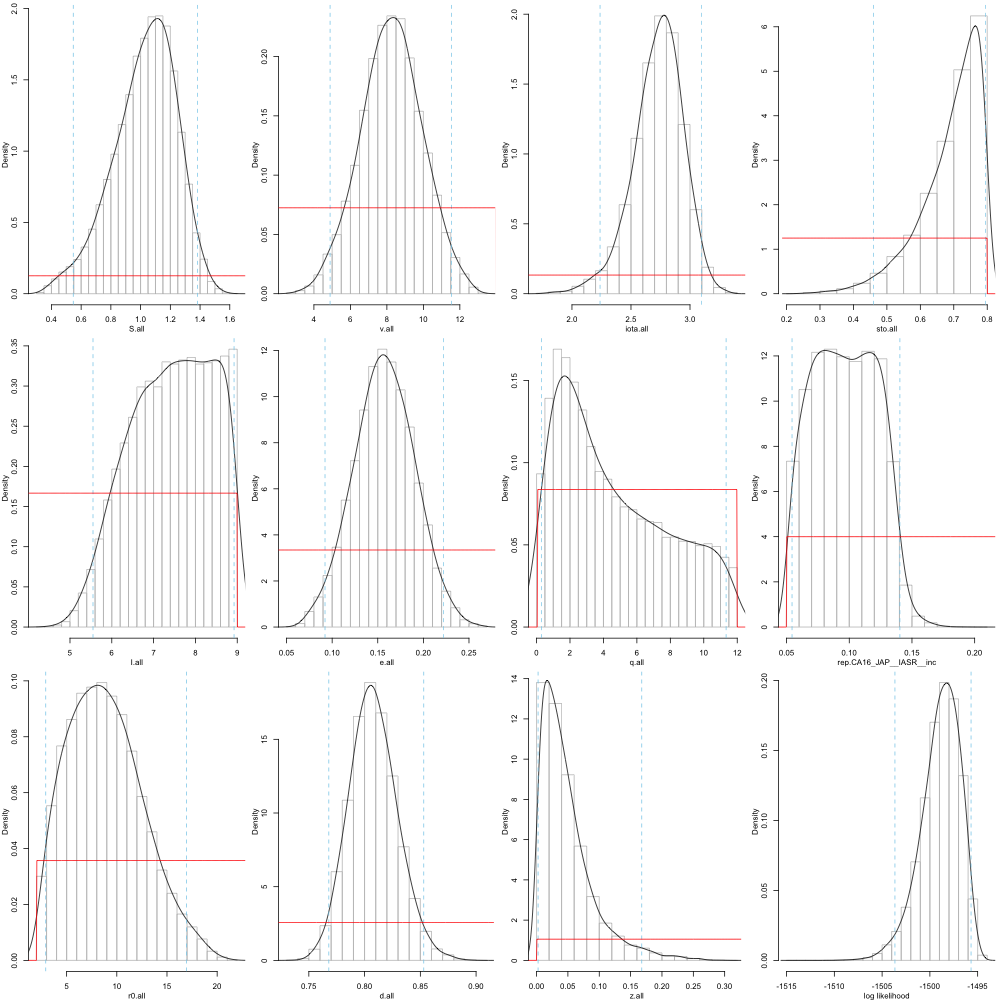 Density
0.0 0.5 1.0 1.5 2.0
0.4 0.6 0.8 1.0 1.2 1.4 1.6
S.all
Density
0.00 0.05 0.10 0.15 0.20
4 6 8 10 12
v.all
Density
0.0 0.5 1.0 1.5 2.0
2.0 2.5 3.0
iota.all
Density
0 1 2 3 4 5 6
0.2 0.3 0.4 0.5 0.6 0.7 0.8
sto.all
Density
0.00 0.05 0.10 0.15 0.20 0.25 0.30 0.35
5 6 7 8 9
l.all
Density
0 2 4 6 8 10 12
0.05 0.10 0.15 0.20 0.25
e.all
Density
0.00 0.05 0.10 0.15
0 2 4 6 8 10 12
q.all
Density
0 2 4 6 8 10 12
0.05 0.10 0.15 0.20
rep.CA16_JAP__IASR__inc
Density
0.00 0.02 0.04 0.06 0.08 0.10
5 10 15 20
r0.all
Density
0 5 10 15
0.75 0.80 0.85 0.90
d.all
Density
0 2 4 6 8 10 12 14
0.00 0.05 0.10 0.15 0.20 0.25 0.30
z.all
Density
0.00 0.05 0.10 0.15 0.20
-1515 -1510 -1505 -1500 -1495
log likelihood